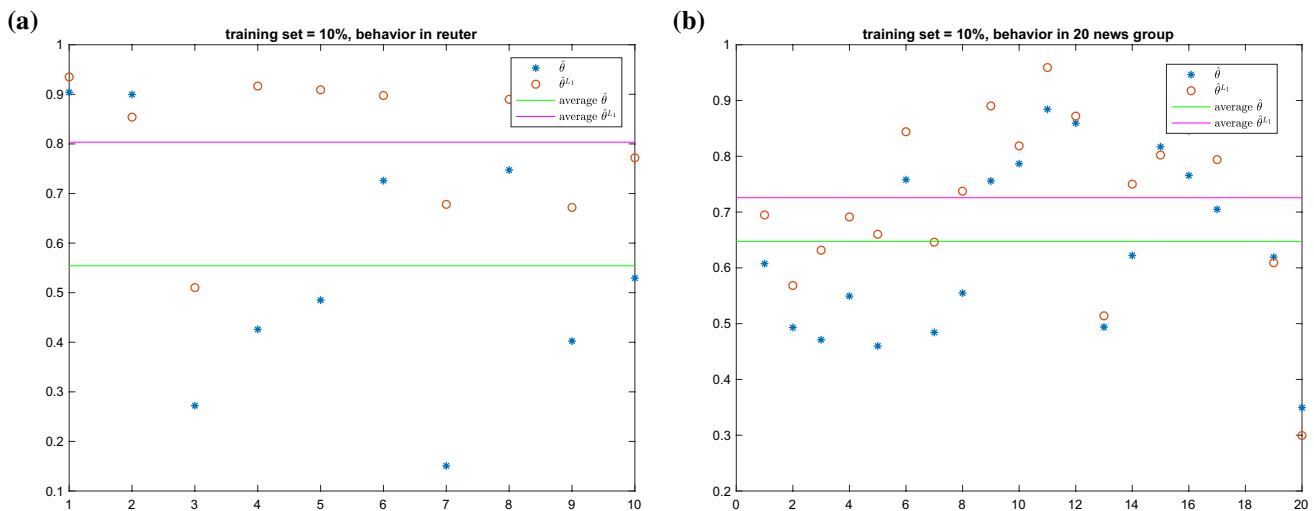 (a)
training set = 10%, behavior in reuter
1
0.9
0.8
0.7
0.6
0.5
0.4
0.3
0.2
0.1
1 2 3 4 5 6 7 8 9 10
θ̂
θ̂^{L₁}
average θ̂
average θ̂^{L₁}
(b)
training set = 10%, behavior in 20 news group
1
0.9
0.8
0.7
0.6
0.5
0.4
0.3
0.2
0 2 4 6 8 10 12 14 16 18 20
θ̂
θ̂^{L₁}
average θ̂
average θ̂^{L₁}